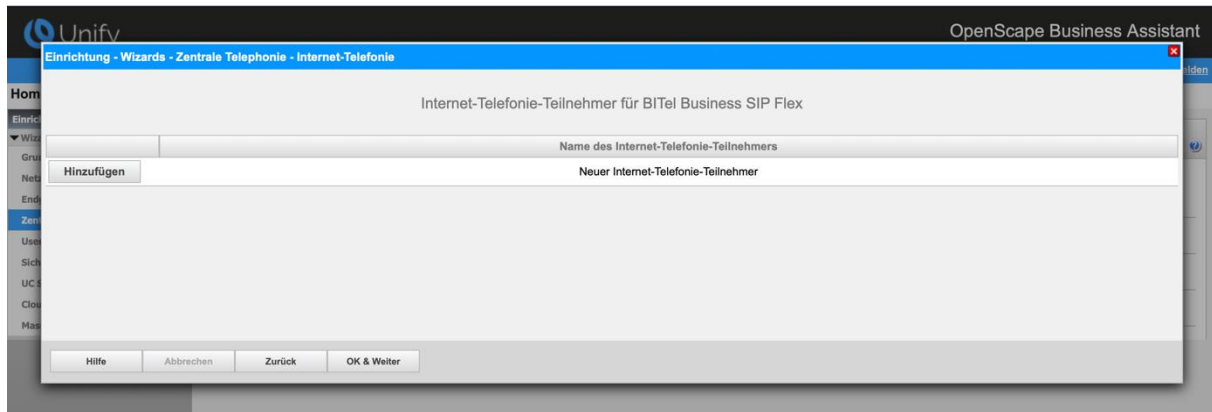 Unify
OpenScape Business Assistant
Einrichtung - Wizards - Zentrale Telephonie - Internet-Telefonie
Internet-Telefonie-Teilnehmer für BITel Business SIP Flex
Name des Internet-Telefonie-Teilnehmers
Hinzufügen Neuer Internet-Telefonie-Teilnehmer
Hilfe Abbrechen Zurück OK & Weiter